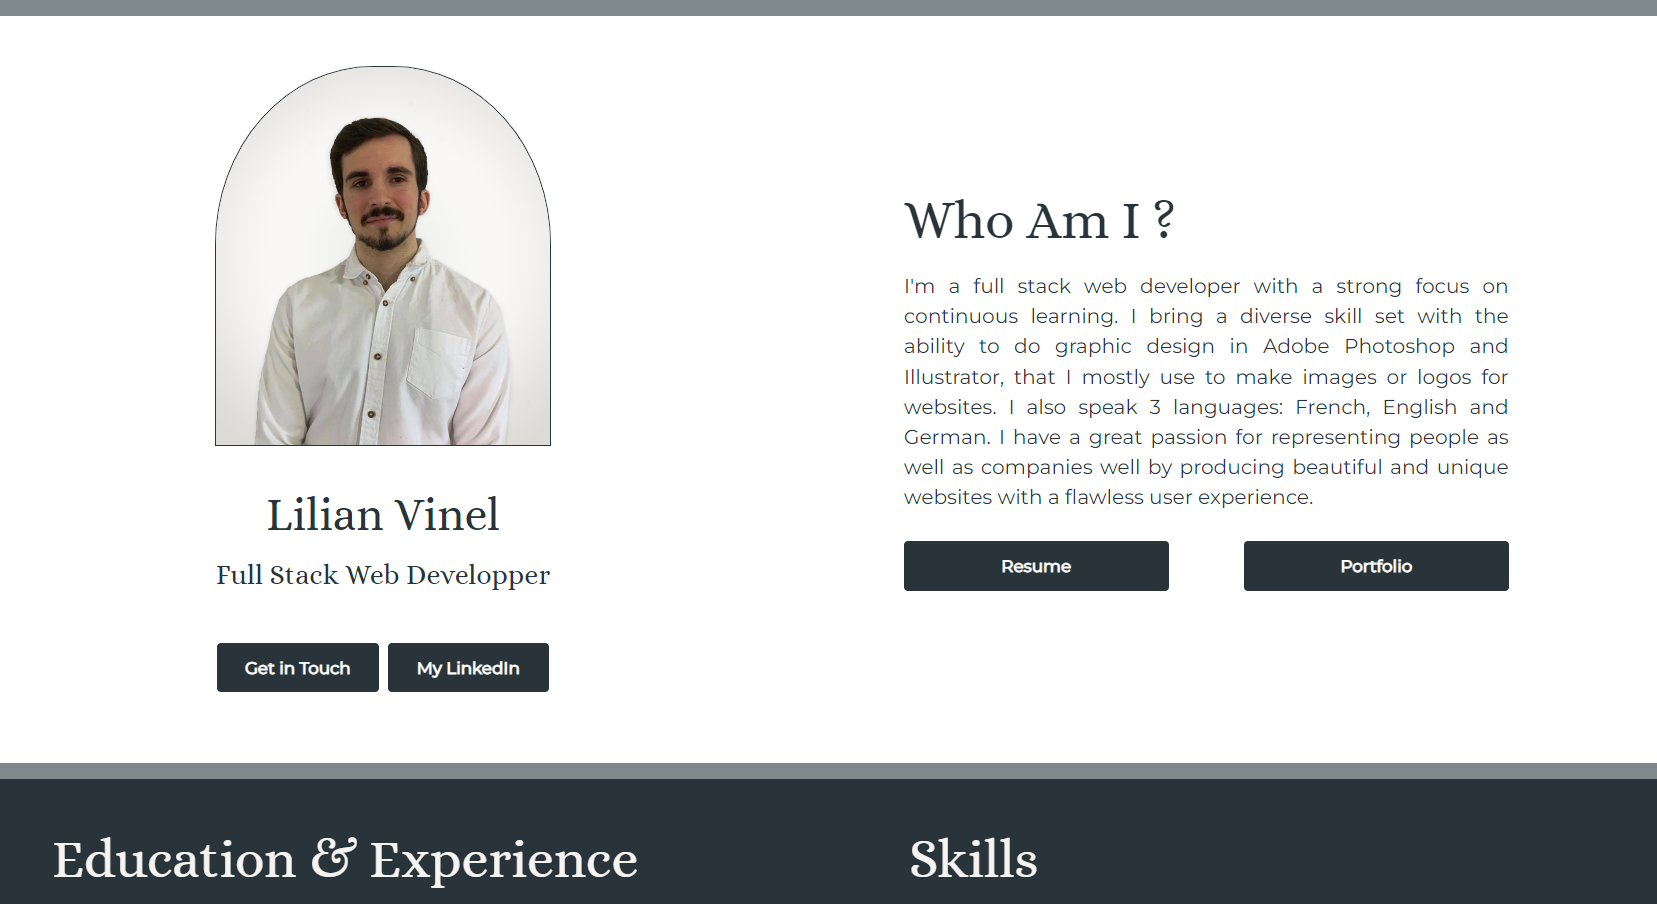 Lilian Vinel
Full Stack Web Developper
Get in Touch
My LinkedIn
Who Am I ?
I'm a full stack web developer with a strong focus on
continuous learning. I bring a diverse skill set with the
ability to do graphic design in Adobe Photoshop and
Illustrator, that I mostly use to make images or logos for
websites. I also speak 3 languages: French, English and
German. I have a great passion for representing people as
well as companies well by producing beautiful and unique
websites with a flawless user experience.
Resume
Portfolio
Education & Experience
Skills